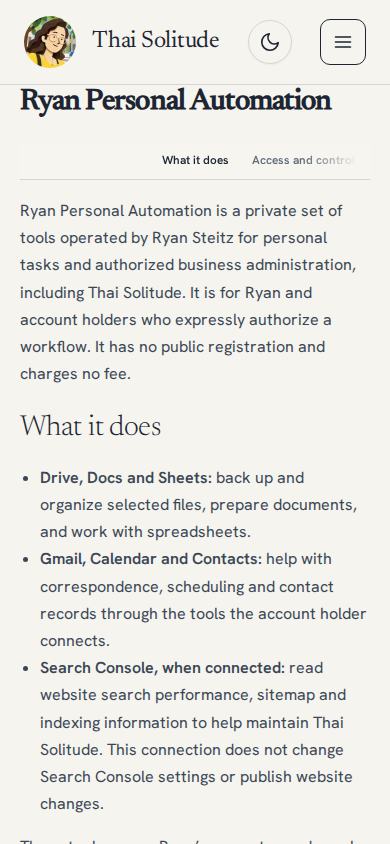 Thai Solitude
Ryan Personal Automation
What it does Access and control
Ryan Personal Automation is a private set of
tools operated by Ryan Steitz for personal
tasks and authorized business administration,
including Thai Solitude. It is for Ryan and
account holders who expressly authorize a
workflow. It has no public registration and
charges no fee.
What it does
• Drive, Docs and Sheets: back up and
organize selected files, prepare documents,
and work with spreadsheets.
• Gmail, Calendar and Contacts: help with
correspondence, scheduling and contact
records through the tools the account holder
connects.
• Search Console, when connected: read
website search performance, sitemap and
indexing information to help maintain Thai
Solitude. This connection does not change
Search Console settings or publish website
changes.